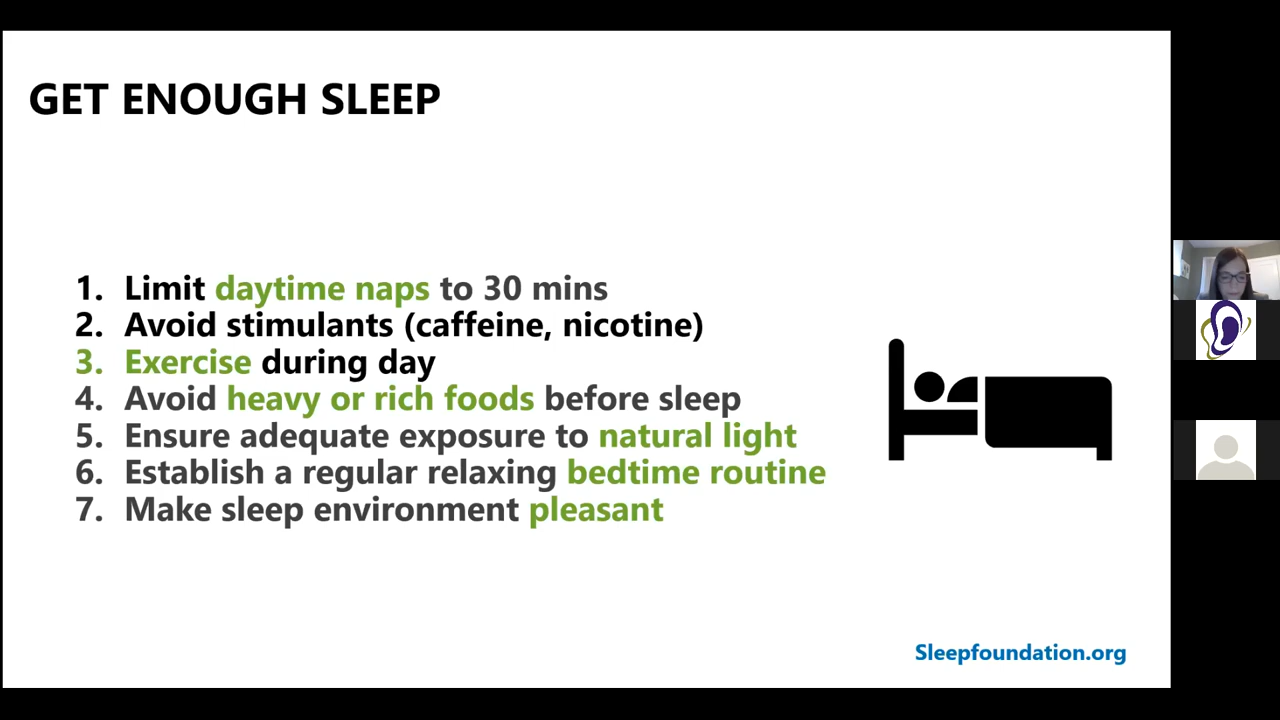 GET ENOUGH SLEEP
1. Limit daytime naps to 30 mins
2. Avoid stimulants (caffeine, nicotine)
3. Exercise during day
4. Avoid heavy or rich foods before sleep
5. Ensure adequate exposure to natural light
6. Establish a regular relaxing bedtime routine
7. Make sleep environment pleasant
Sleepfoundation.org